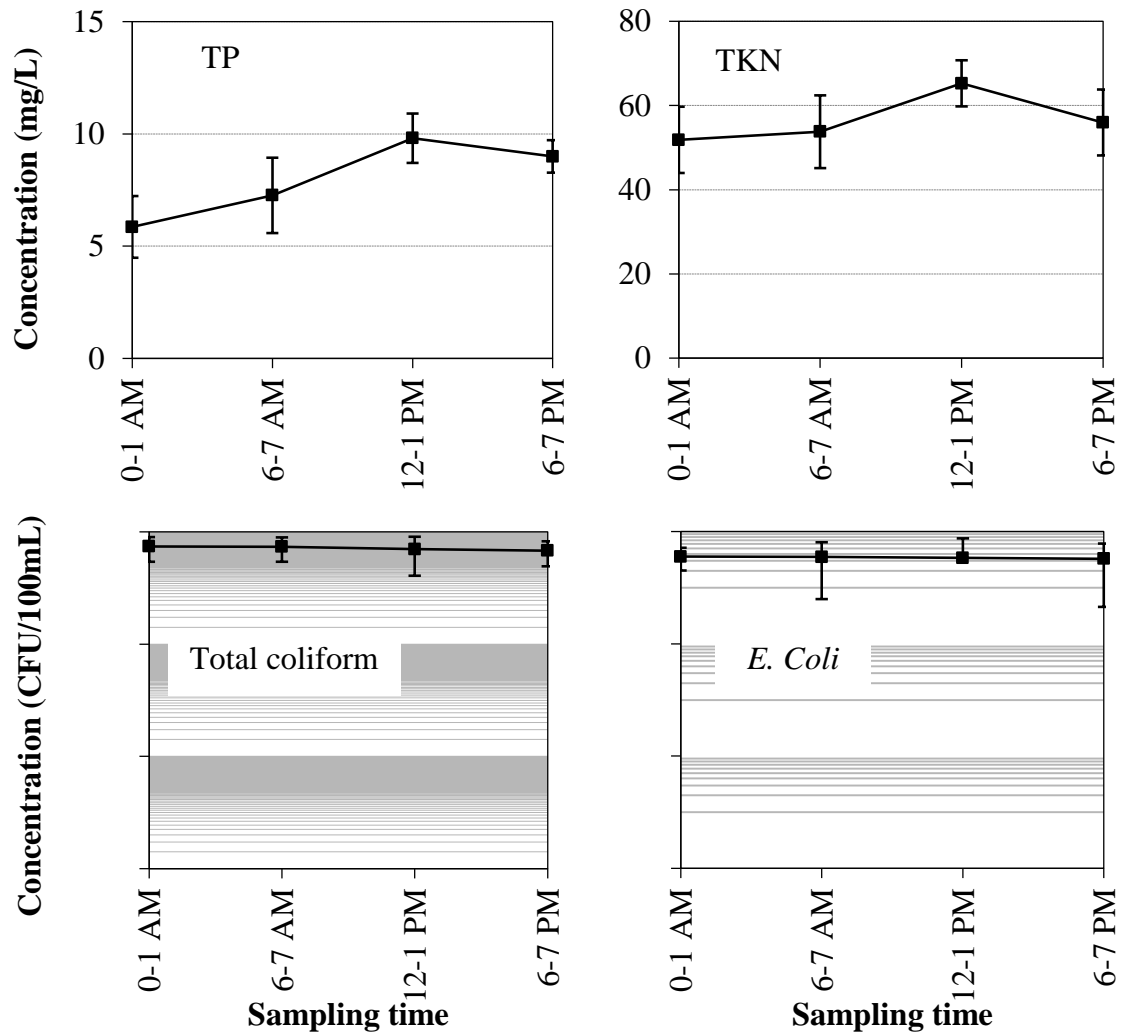 Concentration (mg/L)
TP
15
10
5
0
0-1 AM
6-7 AM
12-1 PM
6-7 PM
TKN
80
60
40
20
0
0-1 AM
6-7 AM
12-1 PM
6-7 PM
Concentration (CFU/100mL)
Total coliform
0-1 AM
6-7 AM
12-1 PM
6-7 PM
Sampling time
E. Coli
0-1 AM
6-7 AM
12-1 PM
6-7 PM
Sampling time